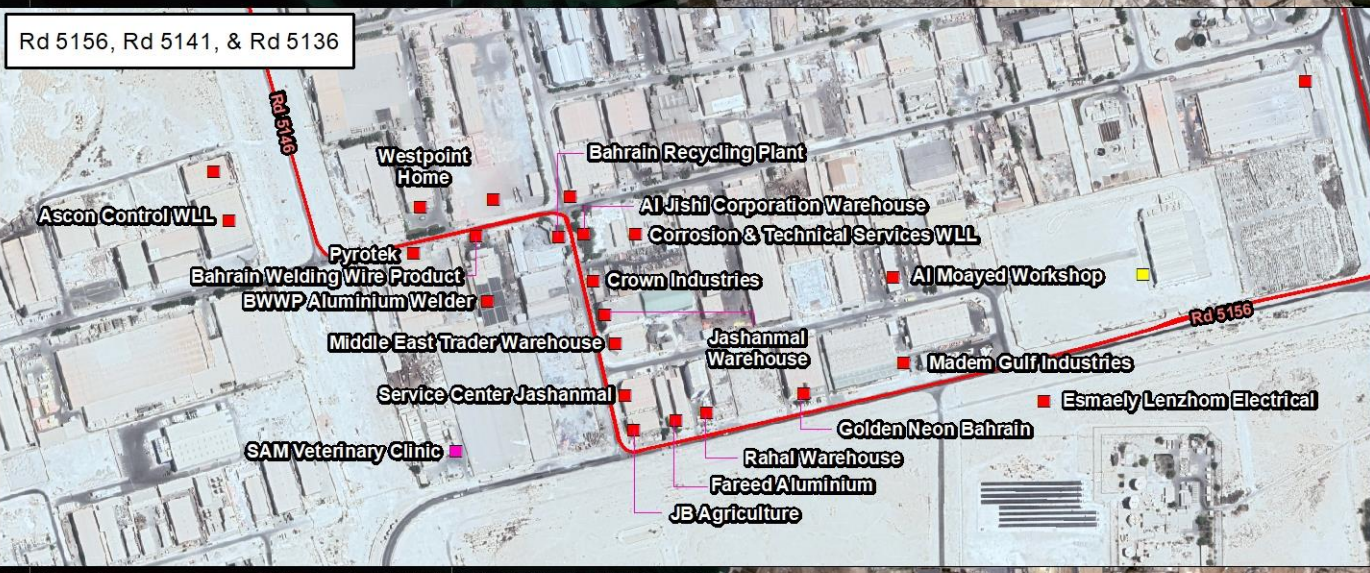 Rd 5156, Rd 5141, & Rd 5136
Rd 5146
Westpoint
Home
Bahrain Recycling Plant
Ascon Control WLL
Al Jishi Corporation Warehouse
Corrosion & Technical Services WLL
Pyrotek
Bahrain Welding Wire Product
Crown Industries
Al Moayed Workshop
BWWP Aluminium Welder
Rd 5156
Middle East Trader Warehouse
Jashanmal
Warehouse
Madem Gulf Industries
Service Center Jashanmal
Esmaely Lenzhom Electrical
Golden Neon Bahrain
SAM Veterinary Clinic
Rahal Warehouse
Fareed Aluminium
JB Agriculture